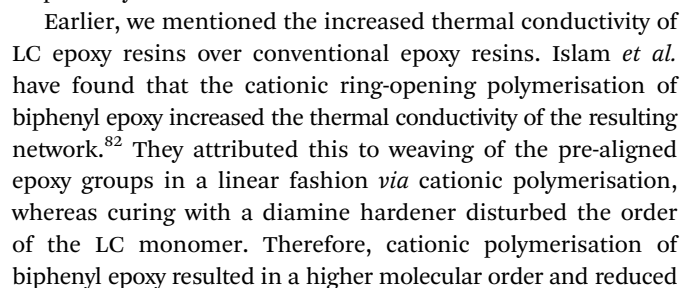 Earlier, we mentioned the increased thermal conductivity of
LC epoxy resins over conventional epoxy resins. Islam et al.
have found that the cationic ring-opening polymerisation of
biphenyl epoxy increased the thermal conductivity of the resulting
network.82 They attributed this to weaving of the pre-aligned
epoxy groups in a linear fashion via cationic polymerisation,
whereas curing with a diamine hardener disturbed the order
of the LC monomer. Therefore, cationic polymerisation of
biphenyl epoxy resulted in a higher molecular order and reduced